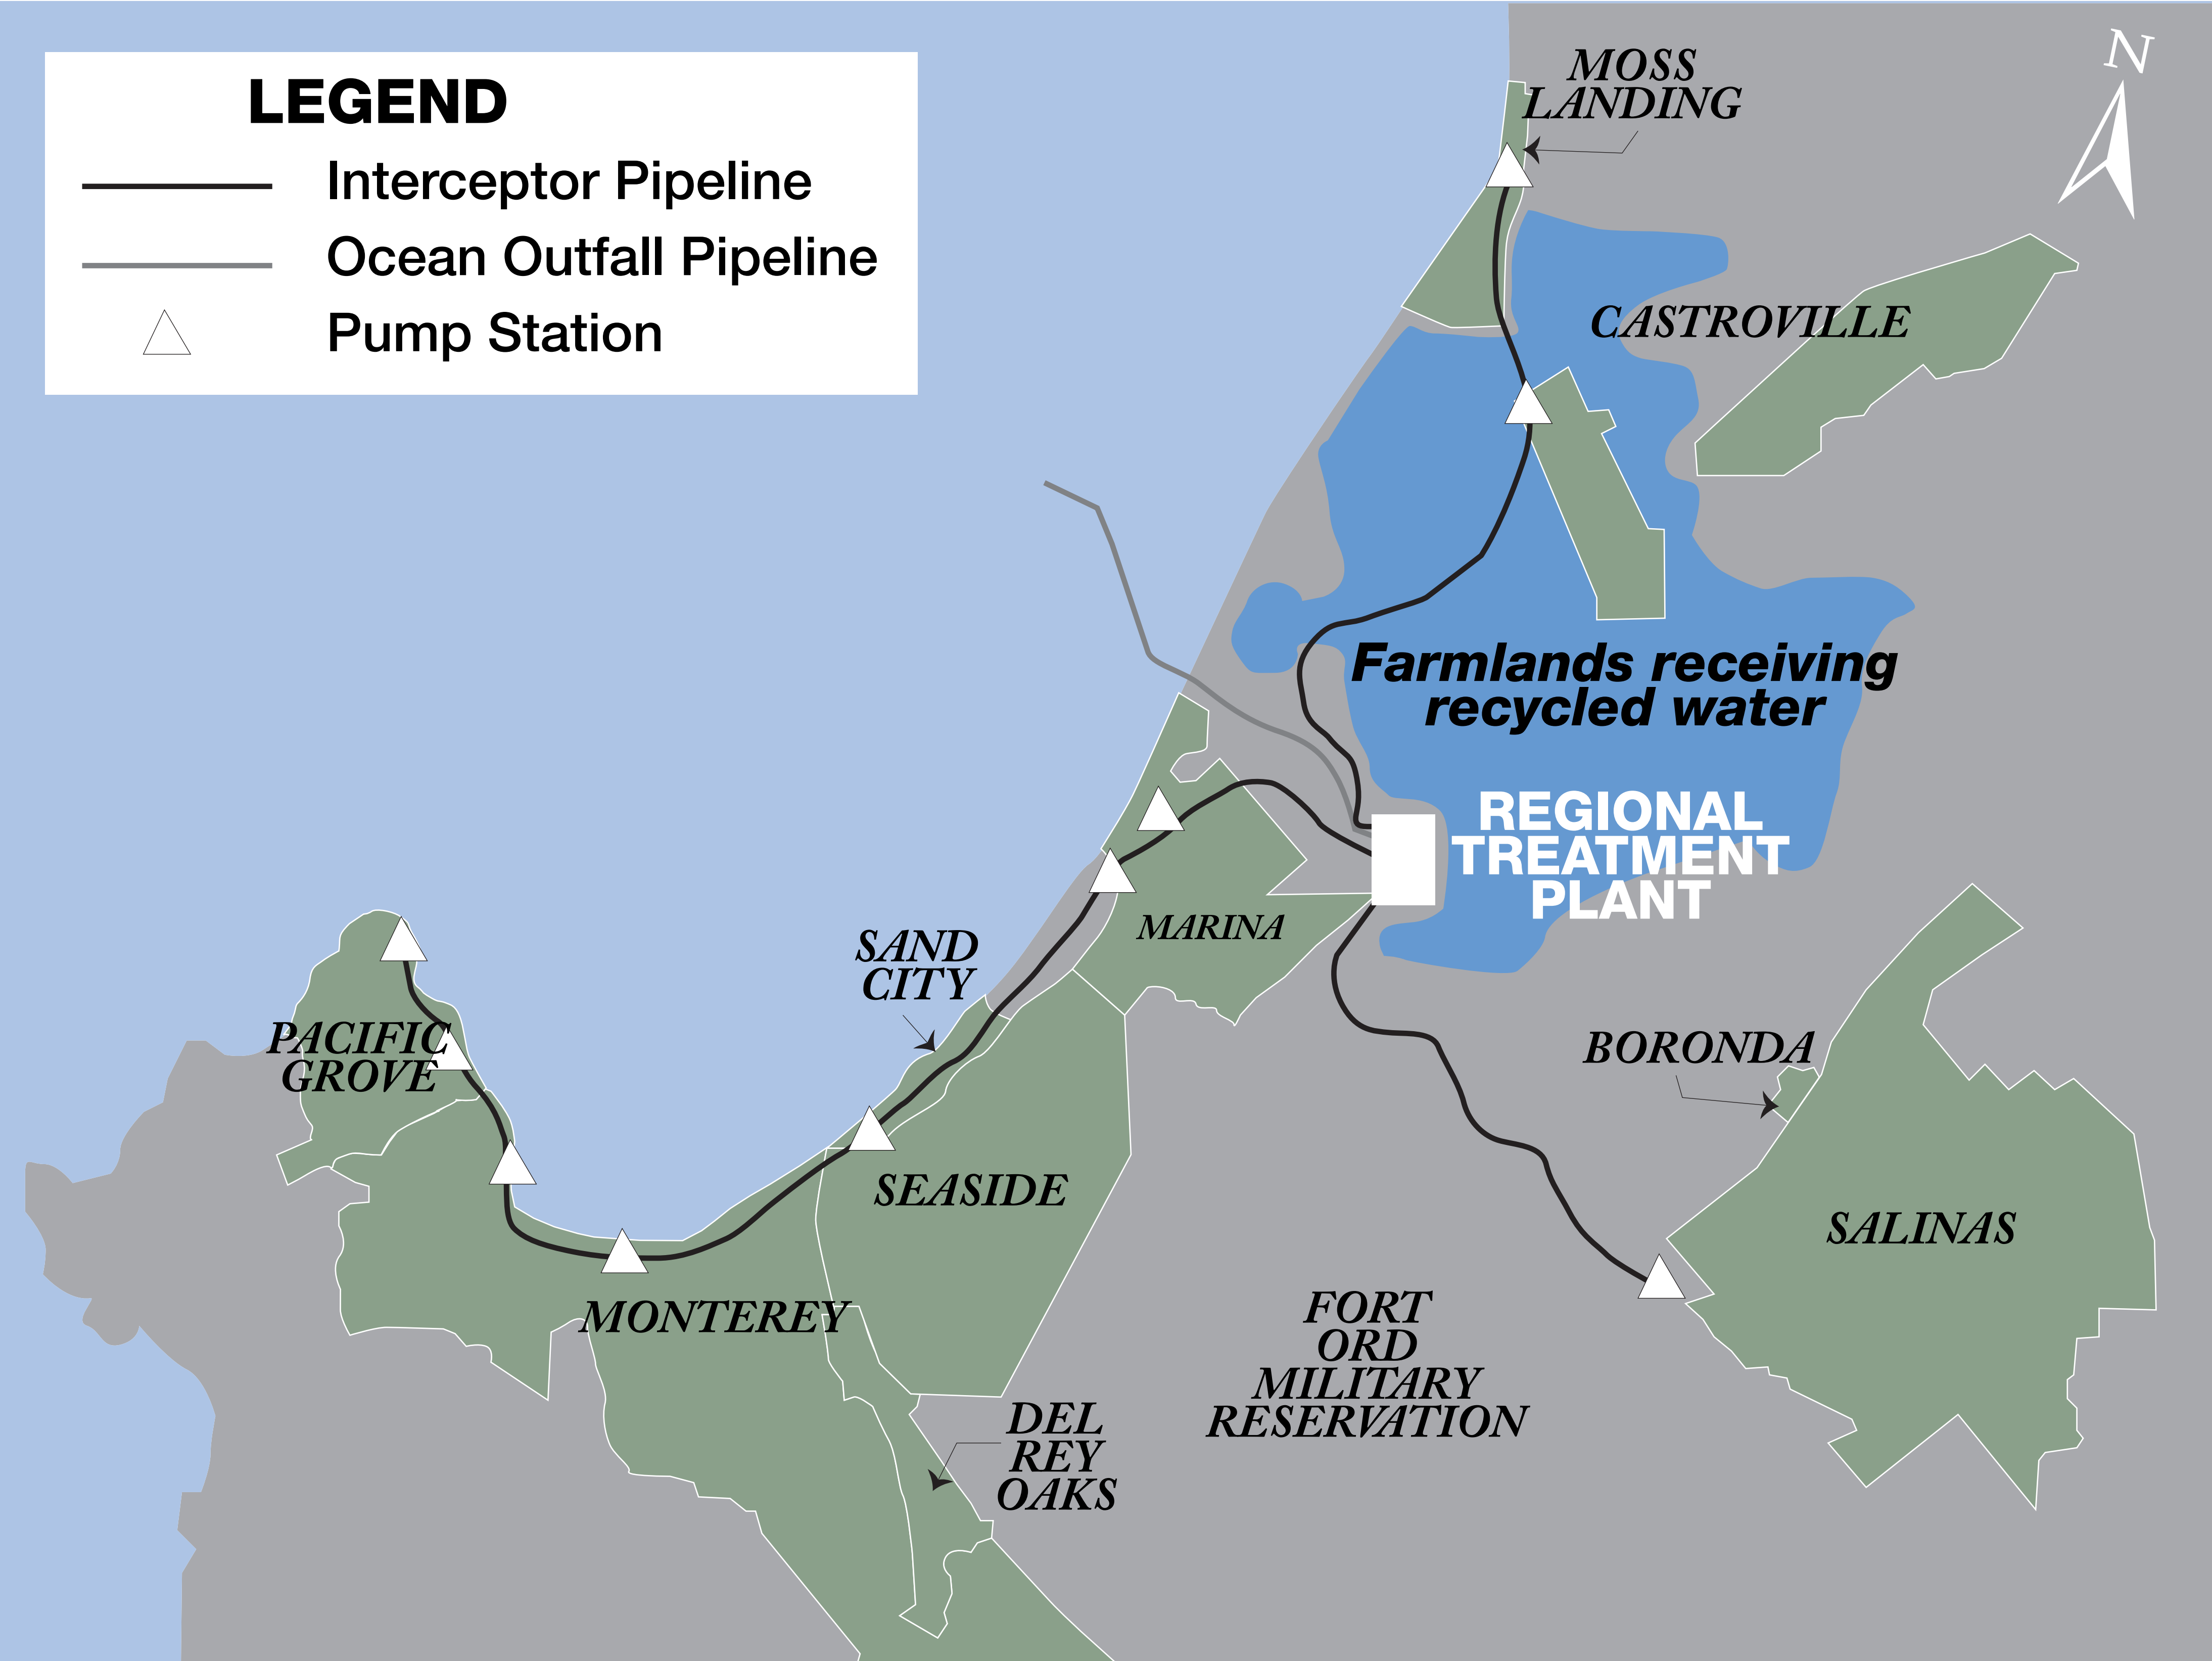 LEGEND
Interceptor Pipeline
Ocean Outfall Pipeline
Pump Station
N
MOSS
LANDING
CASTROVILLE
Farmlands receiving
recycled water
REGIONAL
TREATMENT
PLANT
MARINA
SAND
CITY
PACIFIC
GROVE
BORONDA
SEASIDE
SALINAS
MONTEREY
FORT
ORD
MILITARY
RESERVATION
DEL
REY
OAKS